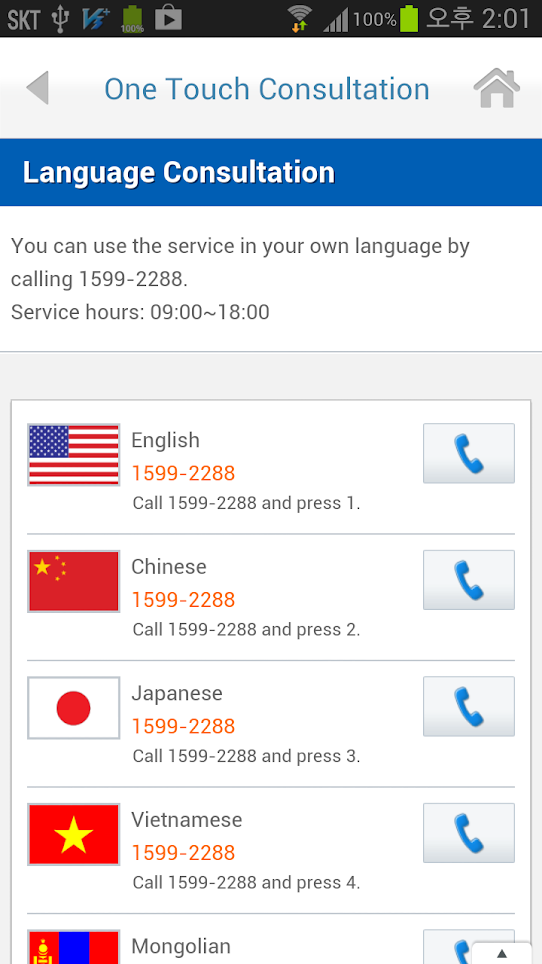 SKT 100% 100% 오후 2:01
One Touch Consultation
Language Consultation
You can use the service in your own language by
calling 1599-2288.
Service hours: 09:00~18:00
English
1599-2288
Call 1599-2288 and press 1.
Chinese
1599-2288
Call 1599-2288 and press 2.
Japanese
1599-2288
Call 1599-2288 and press 3.
Vietnamese
1599-2288
Call 1599-2288 and press 4.
Mongolian